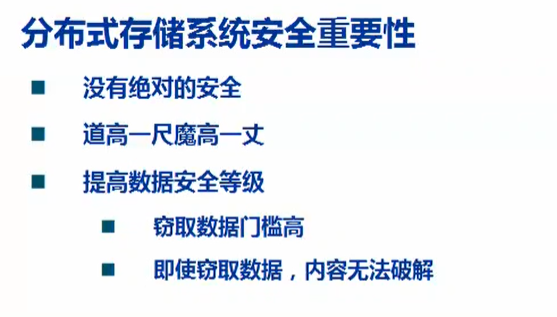 分布式存储系统安全重要性
没有绝对的安全
道高一尺魔高一丈
提高数据安全等级
窃取数据门槛高
即使窃取数据，内容无法破解